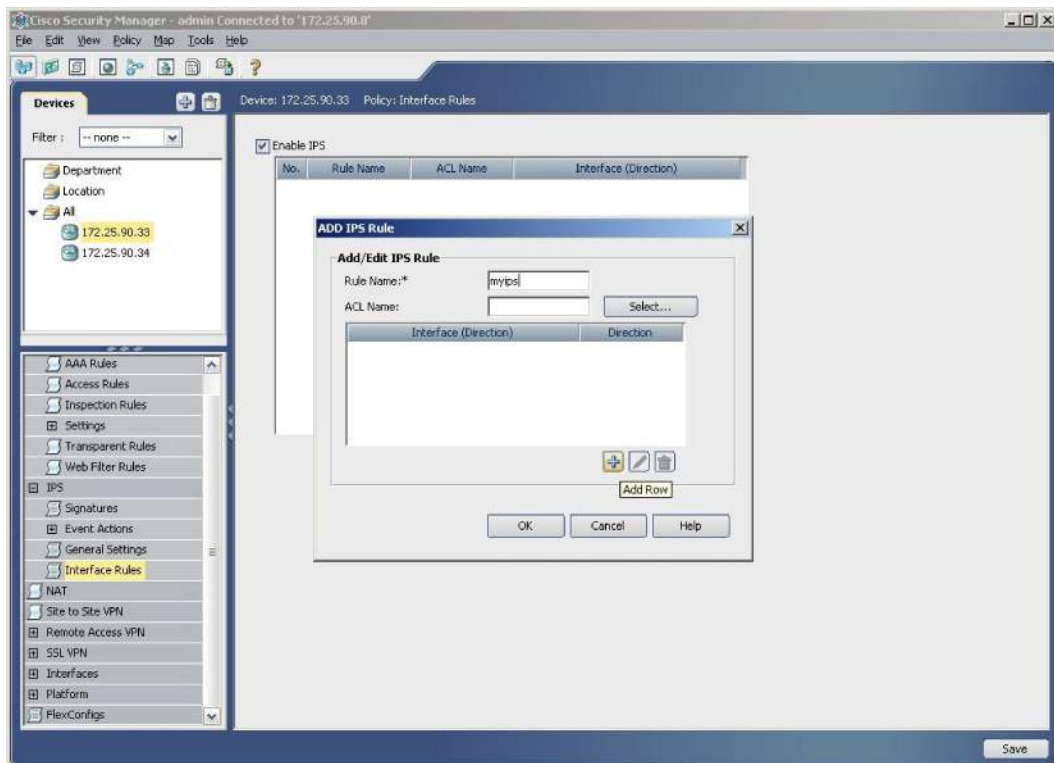 Cisco Security Manager - admin Connected to '172.25.90.8'
File Edit View Policy Map Tools Help
Devices
Device: 172.25.90.33 Policy: Interface Rules
Filter : -- none --
Department
Location
All
172.25.90.33
172.25.90.34
Enable IPS
No. Rule Name ACL Name Interface (Direction)
ADD IPS Rule
Add/Edit IPS Rule
Rule Name:* myips
ACL Name: Select...
Interface (Direction) Direction
Add Row
OK Cancel Help
AAA Rules
Access Rules
Inspection Rules
Settings
Transparent Rules
Web Filter Rules
IPS
Signatures
Event Actions
General Settings
Interface Rules
NAT
Site to Site VPN
Remote Access VPN
SSL VPN
Interfaces
Platform
FlexConfigs
Save